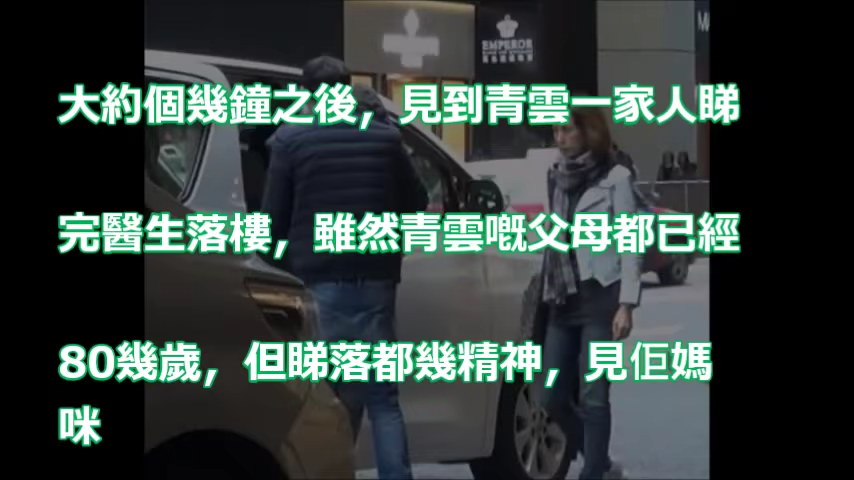 EMPEROR
大約個幾鐘之後，見到青雲一家人睇
完醫生落樓，雖然青雲嘅父母都已經
80幾歲，但睇落都幾精神，見佢媽
咪